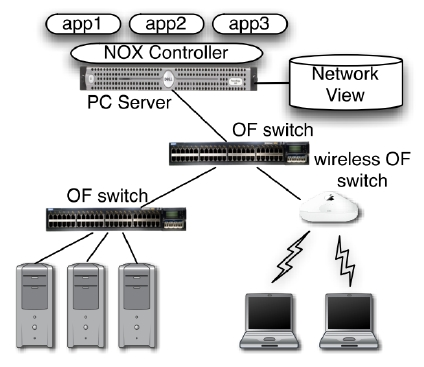 app1 app2 app3
NOX Controller
PC Server
Network
View
OF switch
wireless OF
switch
OF switch